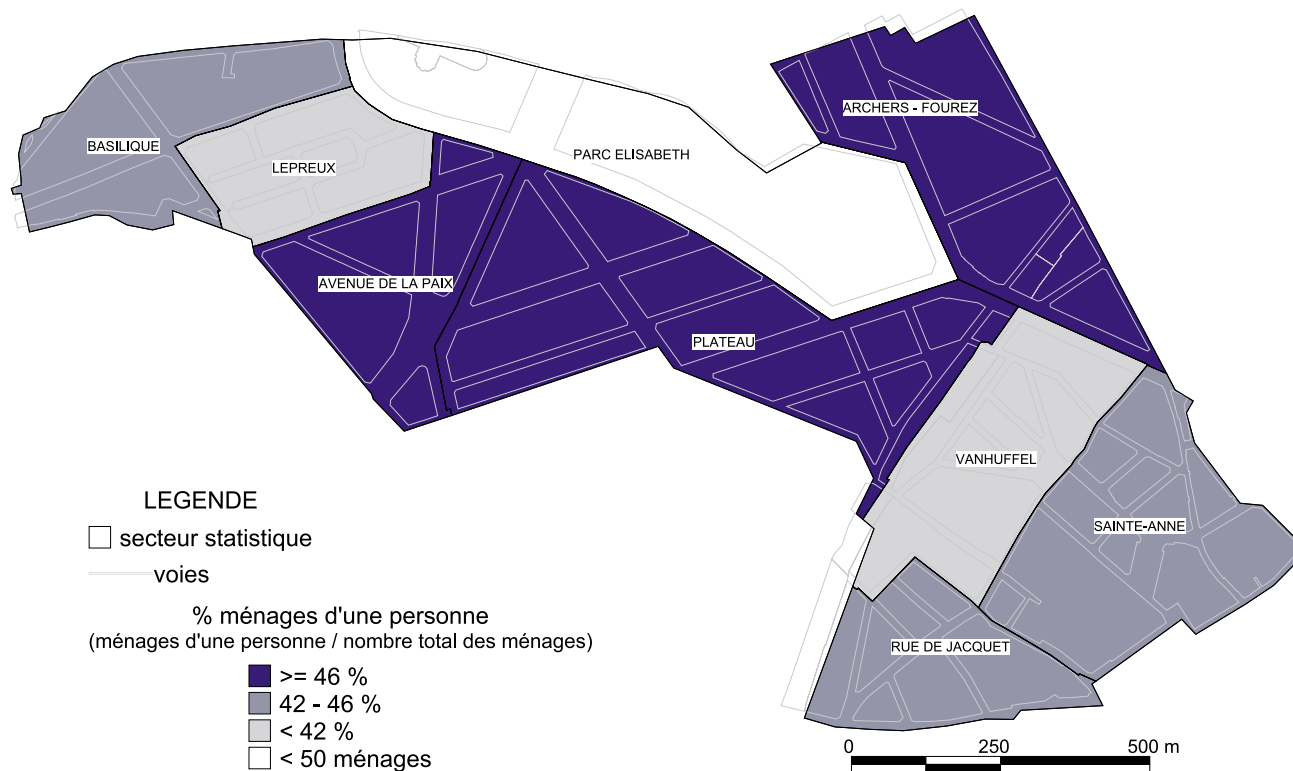 ARCHERS - FOUREZ
BASILIQUE
PARC ELISABETH
LEPREUX
AVENUE DE LA PAIX
PLATEAU
VANHUFFEL
SAINTE-ANNE
RUE DE JACQUET
LEGENDE
secteur statistique
voies
% ménages d'une personne
(ménages d'une personne / nombre total des ménages)
>= 46 %
42 - 46 %
< 42 %
< 50 ménages
0 250 500 m